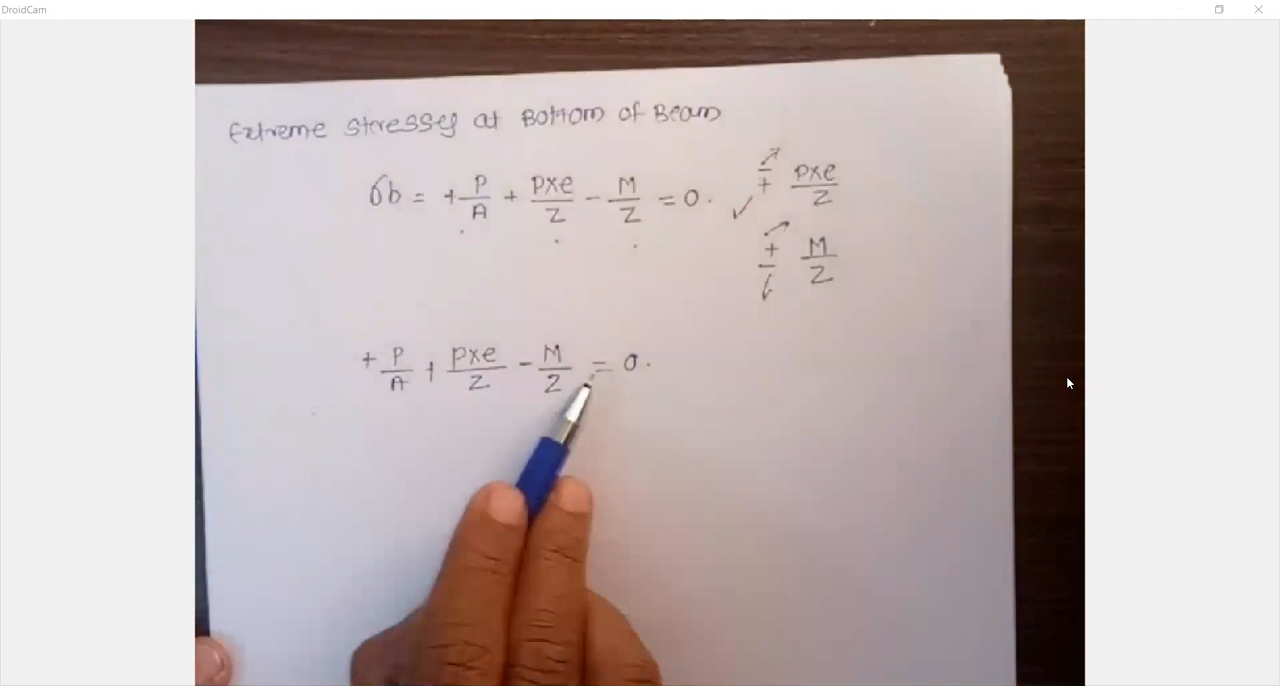 DroidCam
Extreme stresses at Bottom of Beam
σb = + P/A + Pxe/Z - M/Z = 0.
∓ Pxe/Z
± M/Z
+ P/A + Pxe/Z - M/Z = 0.